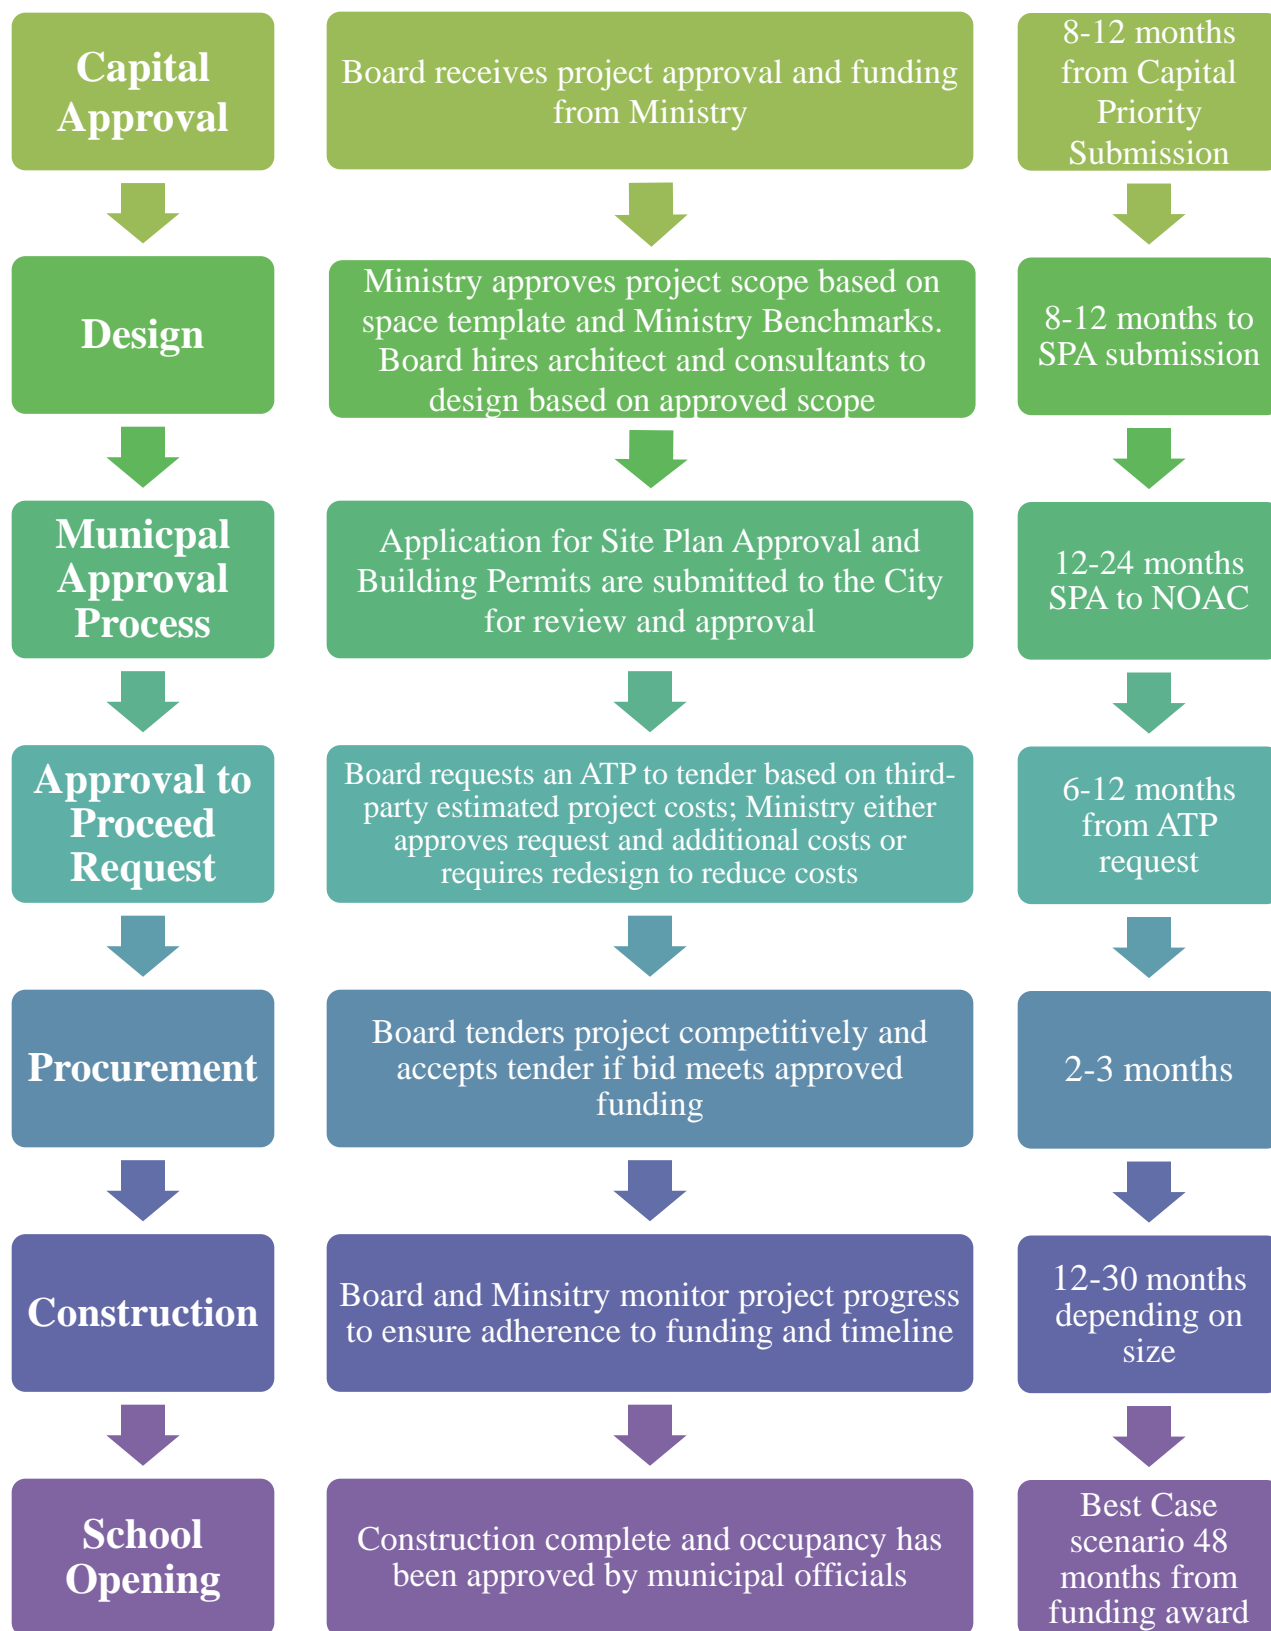 Capital
Approval
Board receives project approval and funding
from Ministry
8-12 months
from Capital
Priority
Submission
Design
Ministry approves project scope based on
space template and Ministry Benchmarks.
Board hires architect and consultants to
design based on approved scope
8-12 months to
SPA submission
Municpal
Approval
Process
Application for Site Plan Approval and
Building Permits are submitted to the City
for review and approval
12-24 months
SPA to NOAC
Approval to
Proceed
Request
Board requests an ATP to tender based on third-
party estimated project costs; Ministry either
approves request and additional costs or
requires redesign to reduce costs
6-12 months
from ATP
request
Procurement
Board tenders project competitively and
accepts tender if bid meets approved
funding
2-3 months
Construction
Board and Minsitry monitor project progress
to ensure adherence to funding and timeline
12-30 months
depending on
size
School
Opening
Construction complete and occupancy has
been approved by municipal officials
Best Case
scenario 48
months from
funding award